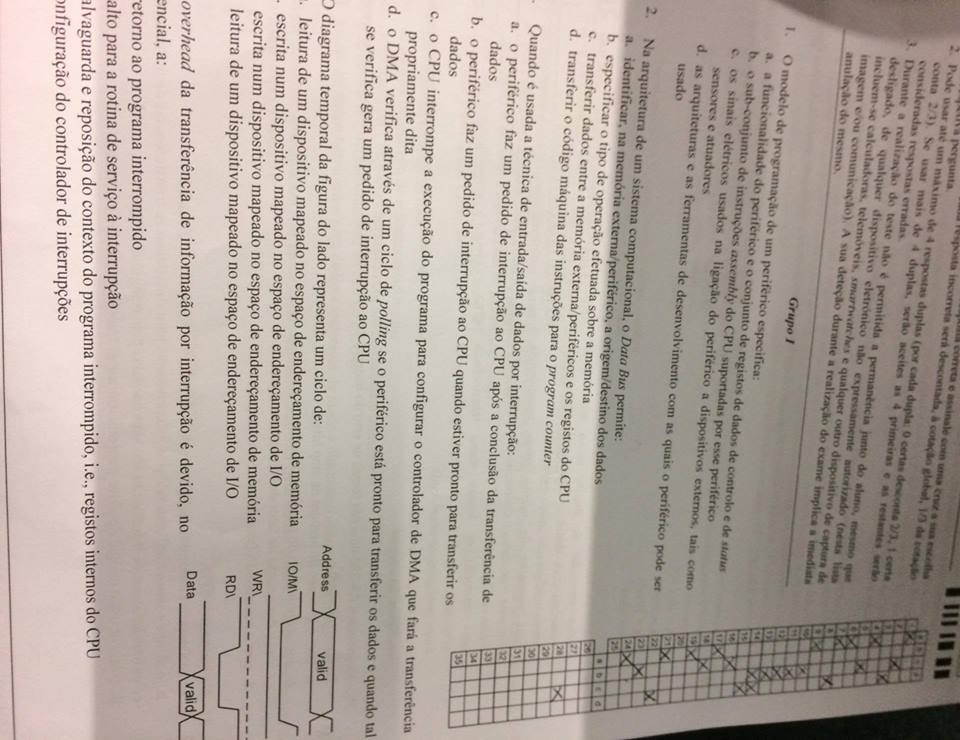 pergunta.
resposta incorreta será descontada, à cotação global, 1/3 da cotação
correta e assinale com uma cruz a sua escolha
2. Pode usar até um máximo de 4 respostas duplas (por cada dupla: 0 certas desconta 2/3, 1 certa
conta 2/3). Se usar mais de 4 duplas, serão aceites as 4 primeiras e as restantes serão
consideradas respostas erradas.
3. Durante a realização do teste não é permitida a permanência junto do aluno, mesmo que
desligado, de qualquer dispositivo eletrónico não expressamente autorizado (nesta lista
incluem-se calculadoras, telemóveis, smartwatches e qualquer outro dispositivo de captura de
imagem e/ou comunicação). A sua deteção durante a realização do exame implica a imediata
anulação do mesmo.
Grupo I
1. O modelo de programação de um periférico especifica:
a. a funcionalidade do periférico e o conjunto de registos de dados de controlo e de status
b. o sub-conjunto de instruções assembly do CPU suportadas por esse periférico
c. os sinais elétricos usados na ligação do periférico a dispositivos externos, tais como
sensores e atuadores
d. as arquiteturas e as ferramentas de desenvolvimento com as quais o periférico pode ser
usado
2. Na arquitetura de um sistema computacional, o Data Bus permite:
a. identificar, na memória externa/periférico, a origem/destino dos dados
b. especificar o tipo de operação efetuada sobre a memória
c. transferir dados entre a memória externa/periféricos e os registos do CPU
d. transferir o código máquina das instruções para o program counter
. Quando é usada a técnica de entrada/saída de dados por interrupção:
a. o periférico faz um pedido de interrupção ao CPU após a conclusão da transferência de
dados
b. o periférico faz um pedido de interrupção ao CPU quando estiver pronto para transferir os
dados
c. o CPU interrompe a execução do programa para configurar o controlador de DMA que fará a transferência
propriamente dita
d. o DMA verifica através de um ciclo de polling se o periférico está pronto para transferir os dados e quando tal
se verifica gera um pedido de interrupção ao CPU
O diagrama temporal da figura do lado representa um ciclo de:
. leitura de um dispositivo mapeado no espaço de endereçamento de memória
. escrita num dispositivo mapeado no espaço de endereçamento de I/O
escrita num dispositivo mapeado no espaço de endereçamento de memória
leitura de um dispositivo mapeado no espaço de endereçamento de I/O
Address valid
IO/M\
WR\
RD\
Data valid
overhead da transferência de informação por interrupção é devido, no
encial, a:
retorno ao programa interrompido
alto para a rotina de serviço à interrupção
alvaguarda e reposição do contexto do programa interrompido, i.e., registos internos do CPU
onfiguração do controlador de interrupções
10
11
12
13
14
15
16
17
18
19
20
21
22
23
24
25
a b c d
26
27
28
29
30
31
32
33
34
35